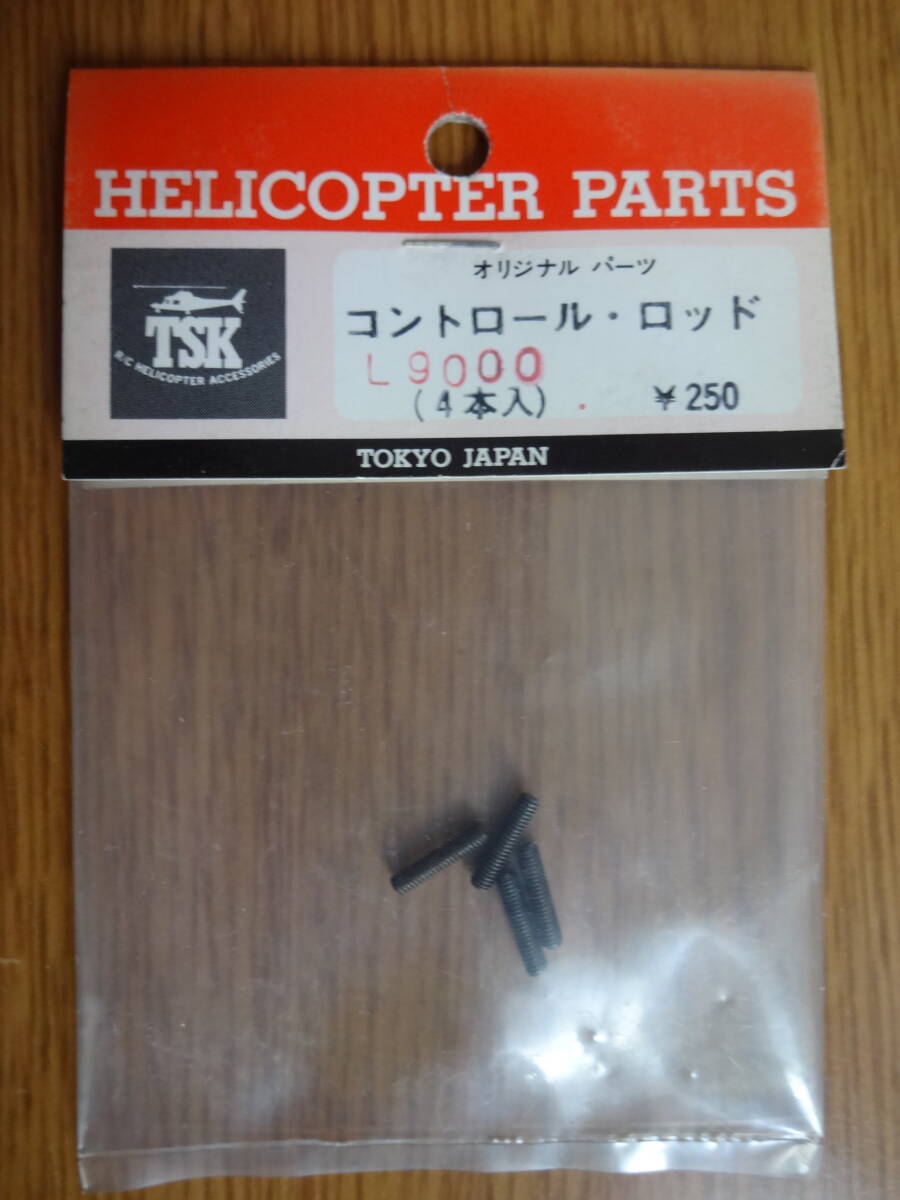 HELICOPTER PARTS
TSK
R/C HELICOPTER ACCESSORIES
オリジナル パーツ
コントロール・ロッド
L9000
(4本入) ¥250
TOKYO JAPAN